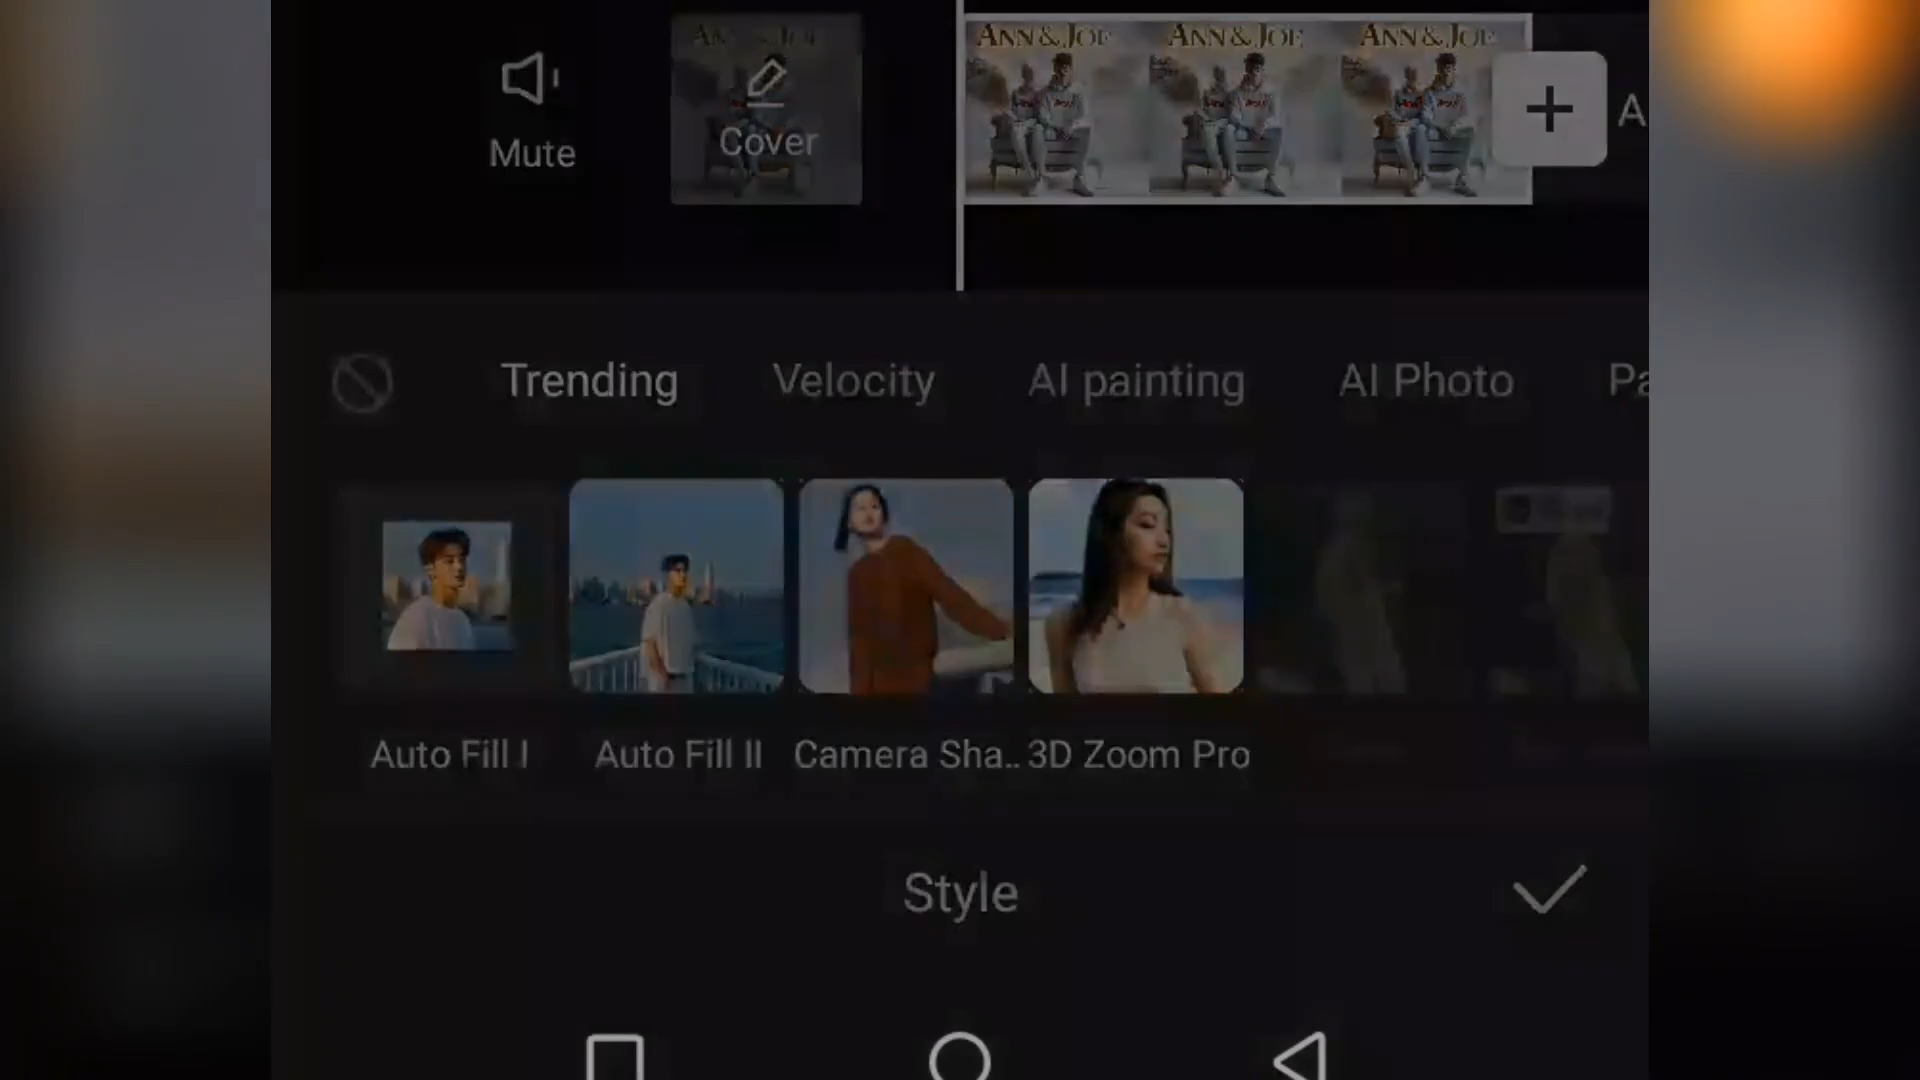 ANN & JOE ANN & JOE ANN & JOE
Mute
Cover
A
Trending Velocity AI painting AI Photo Pa
Auto Fill I Auto Fill II Camera Sha.. 3D Zoom Pro
Style